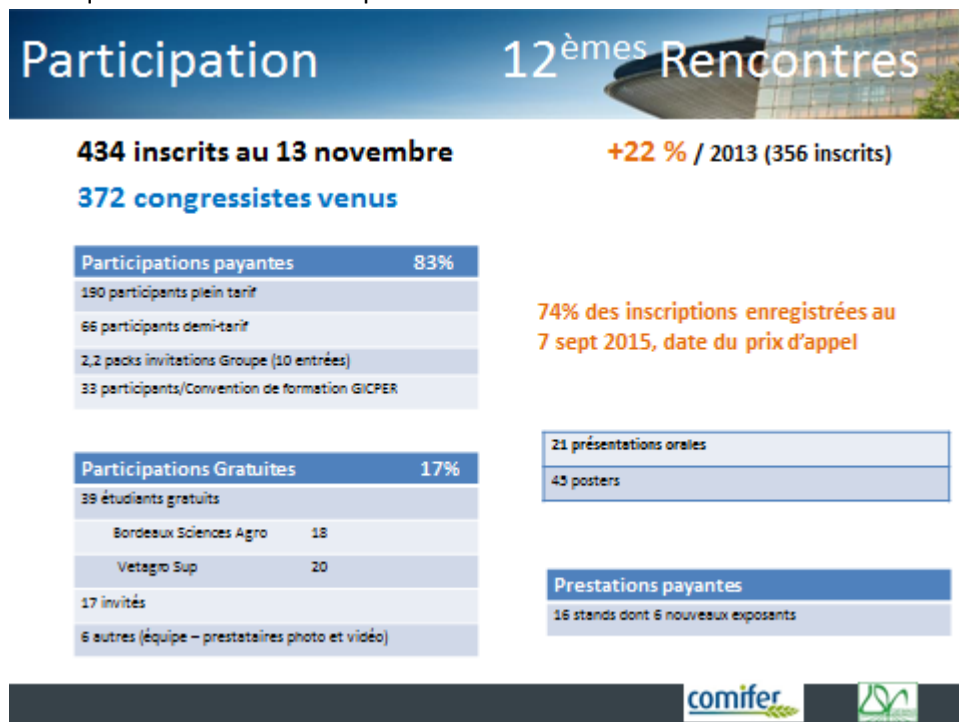 Participation 12èmes Rencontres
434 inscrits au 13 novembre
+22 % / 2013 (356 inscrits)
372 congressistes venus
Participations payantes 83%
190 participants plein tarif
66 participants demi-tarif
2,2 packs invitations Groupe (10 entrées)
33 participants/Convention de formation GICPER
74% des inscriptions enregistrées au
7 sept 2015, date du prix d'appel
21 présentations orales
45 posters
Participations Gratuites 17%
39 étudiants gratuits
Bordeaux Sciences Agro 18
Vetagro Sup 20
17 invités
6 autres (équipe – prestataires photo et vidéo)
Prestations payantes
16 stands dont 6 nouveaux exposants
comifer